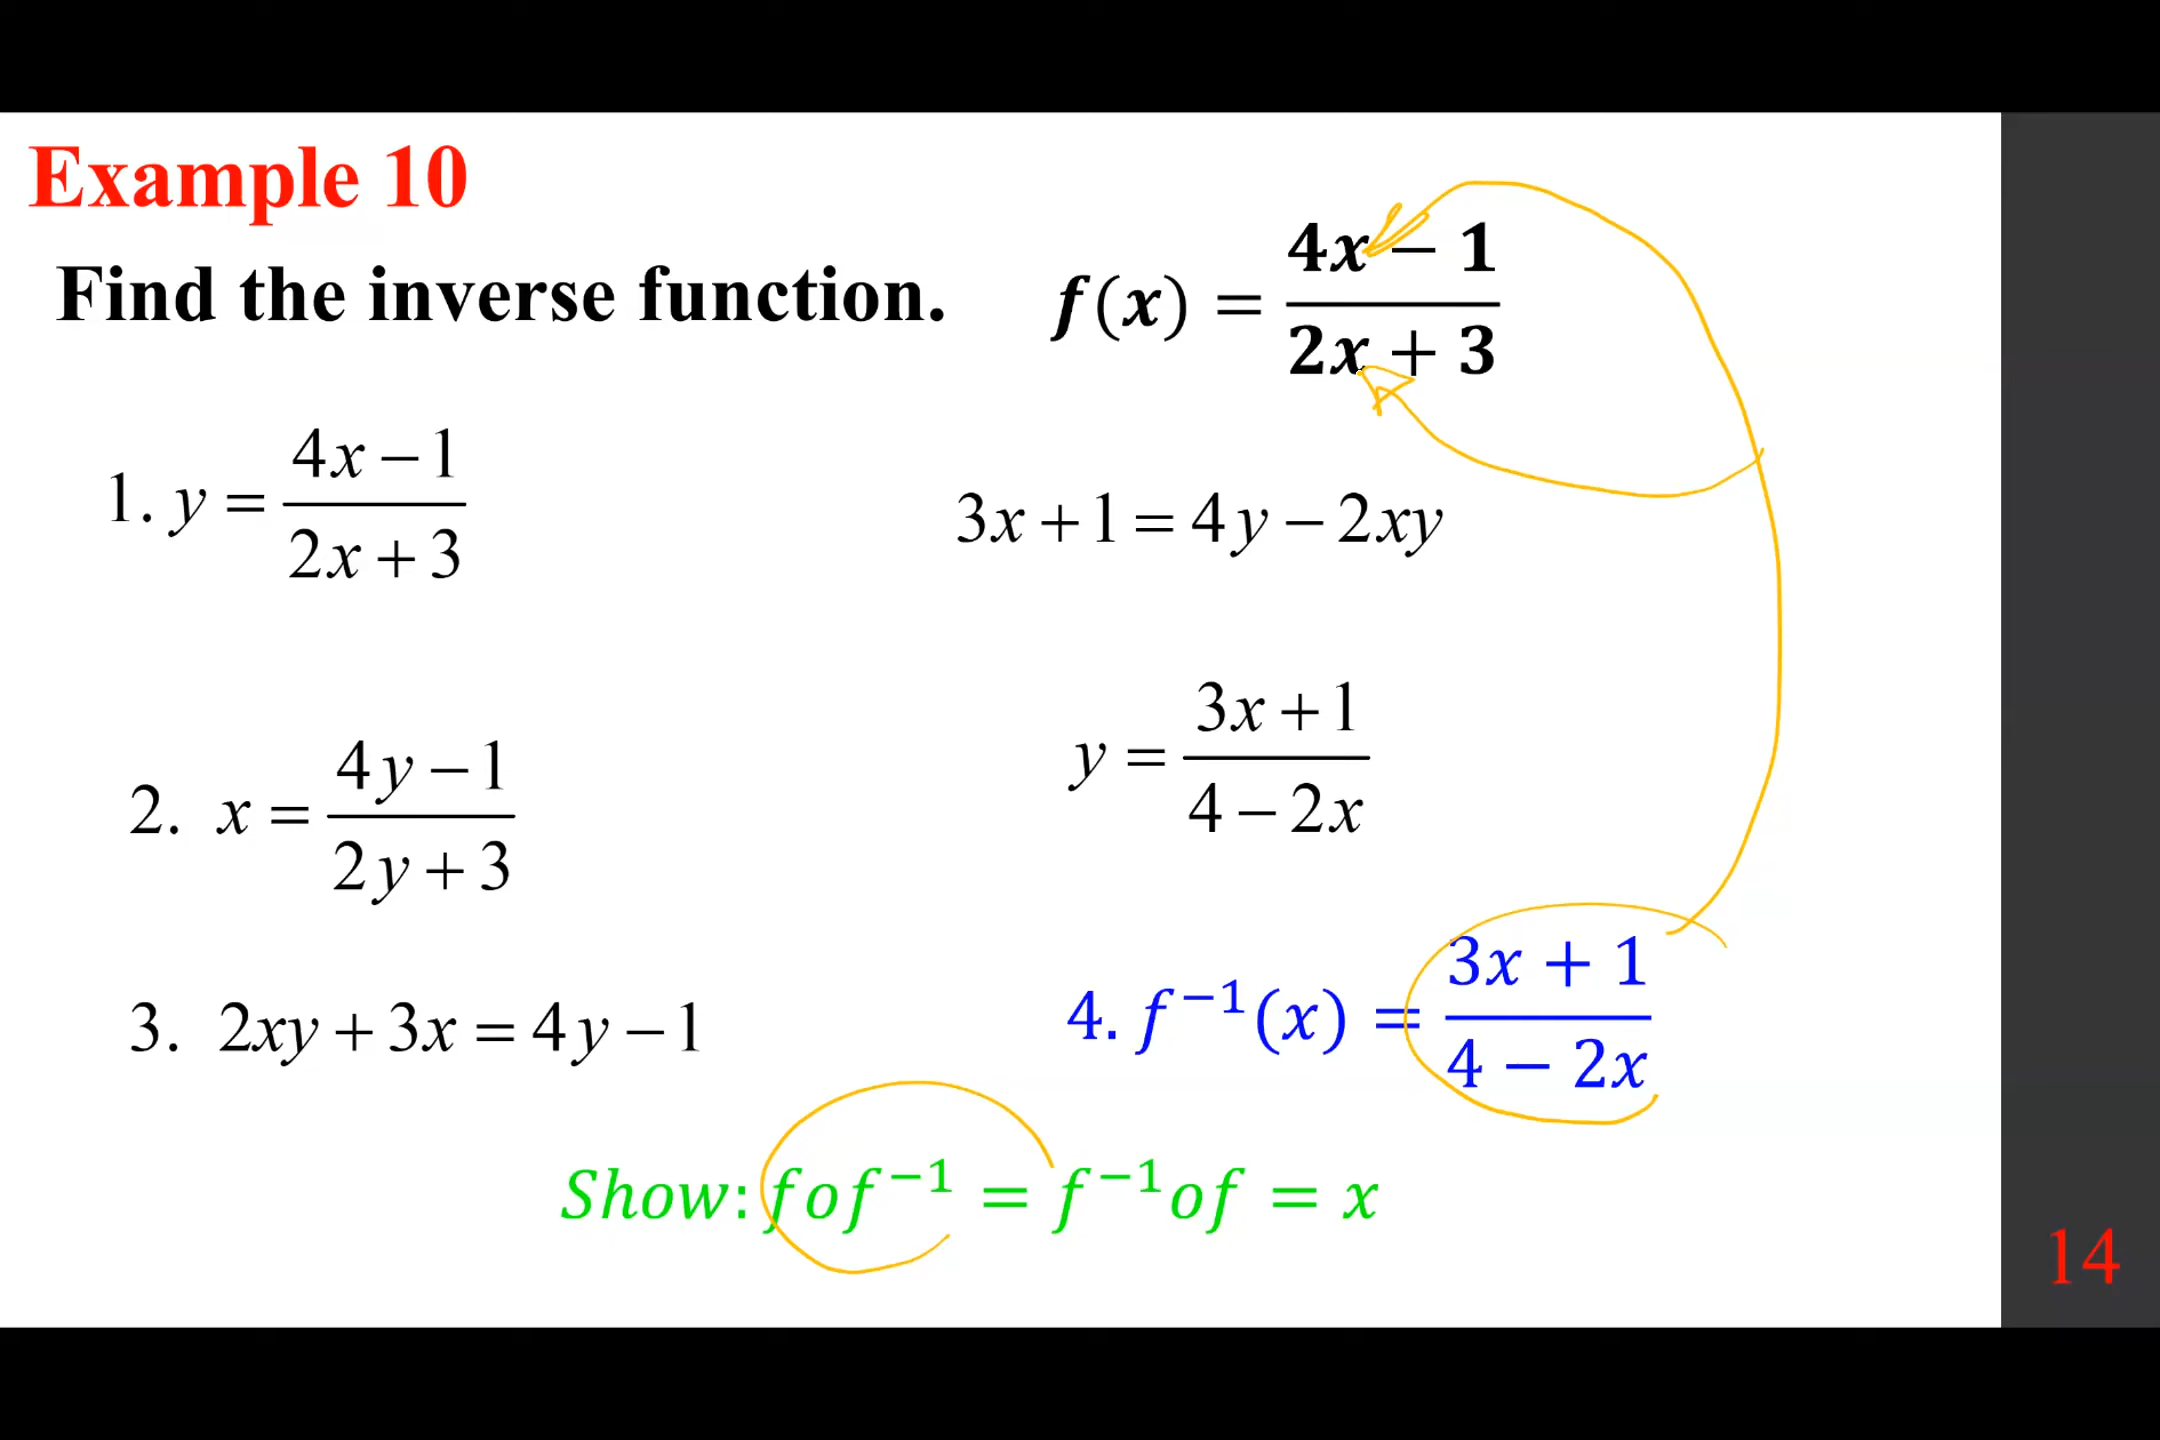 Example 10
Find the inverse function.
f(x) = (4x − 1)/(2x + 3)
1. y = (4x − 1)/(2x + 3)
2. x = (4y − 1)/(2y + 3)
3. 2xy + 3x = 4y − 1
3x + 1 = 4y − 2xy
y = (3x + 1)/(4 − 2x)
4. f⁻¹(x) = (3x + 1)/(4 − 2x)
Show: fof⁻¹ = f⁻¹of = x
14